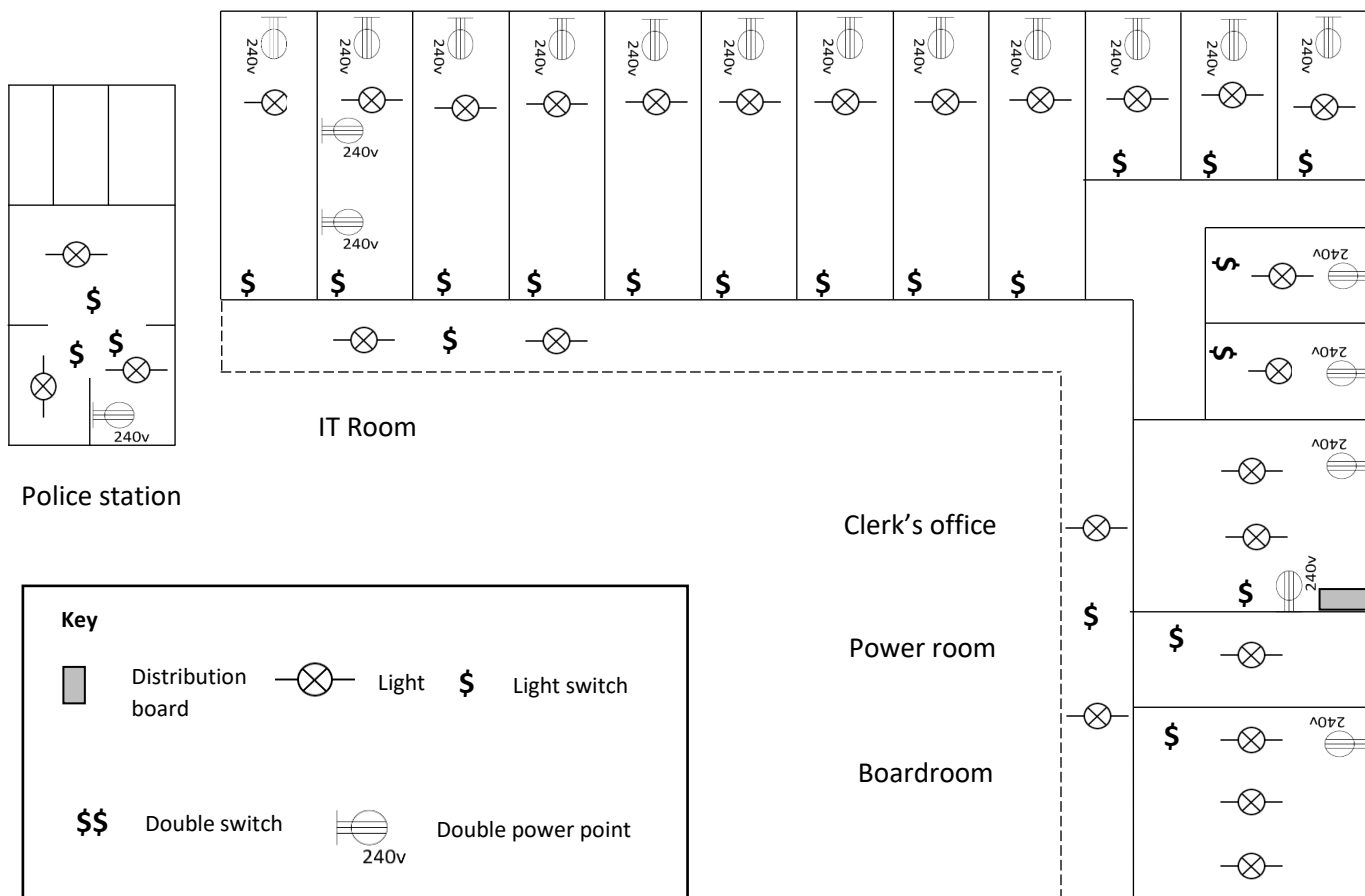 240v 240v 240v 240v 240v 240v 240v 240v 240v 240v 240v 240v
240v
$ $ $
240v
$ 240v
$ $ $ $ $ $ $ $ $
$
$
$ $
$ 240v
240v
IT Room
240v
Police station
Clerk's office
240v
$
$
$
Power room
$
Boardroom
$ 240v
Key
Distribution board
Light
$ Light switch
$$ Double switch
240v
Double power point